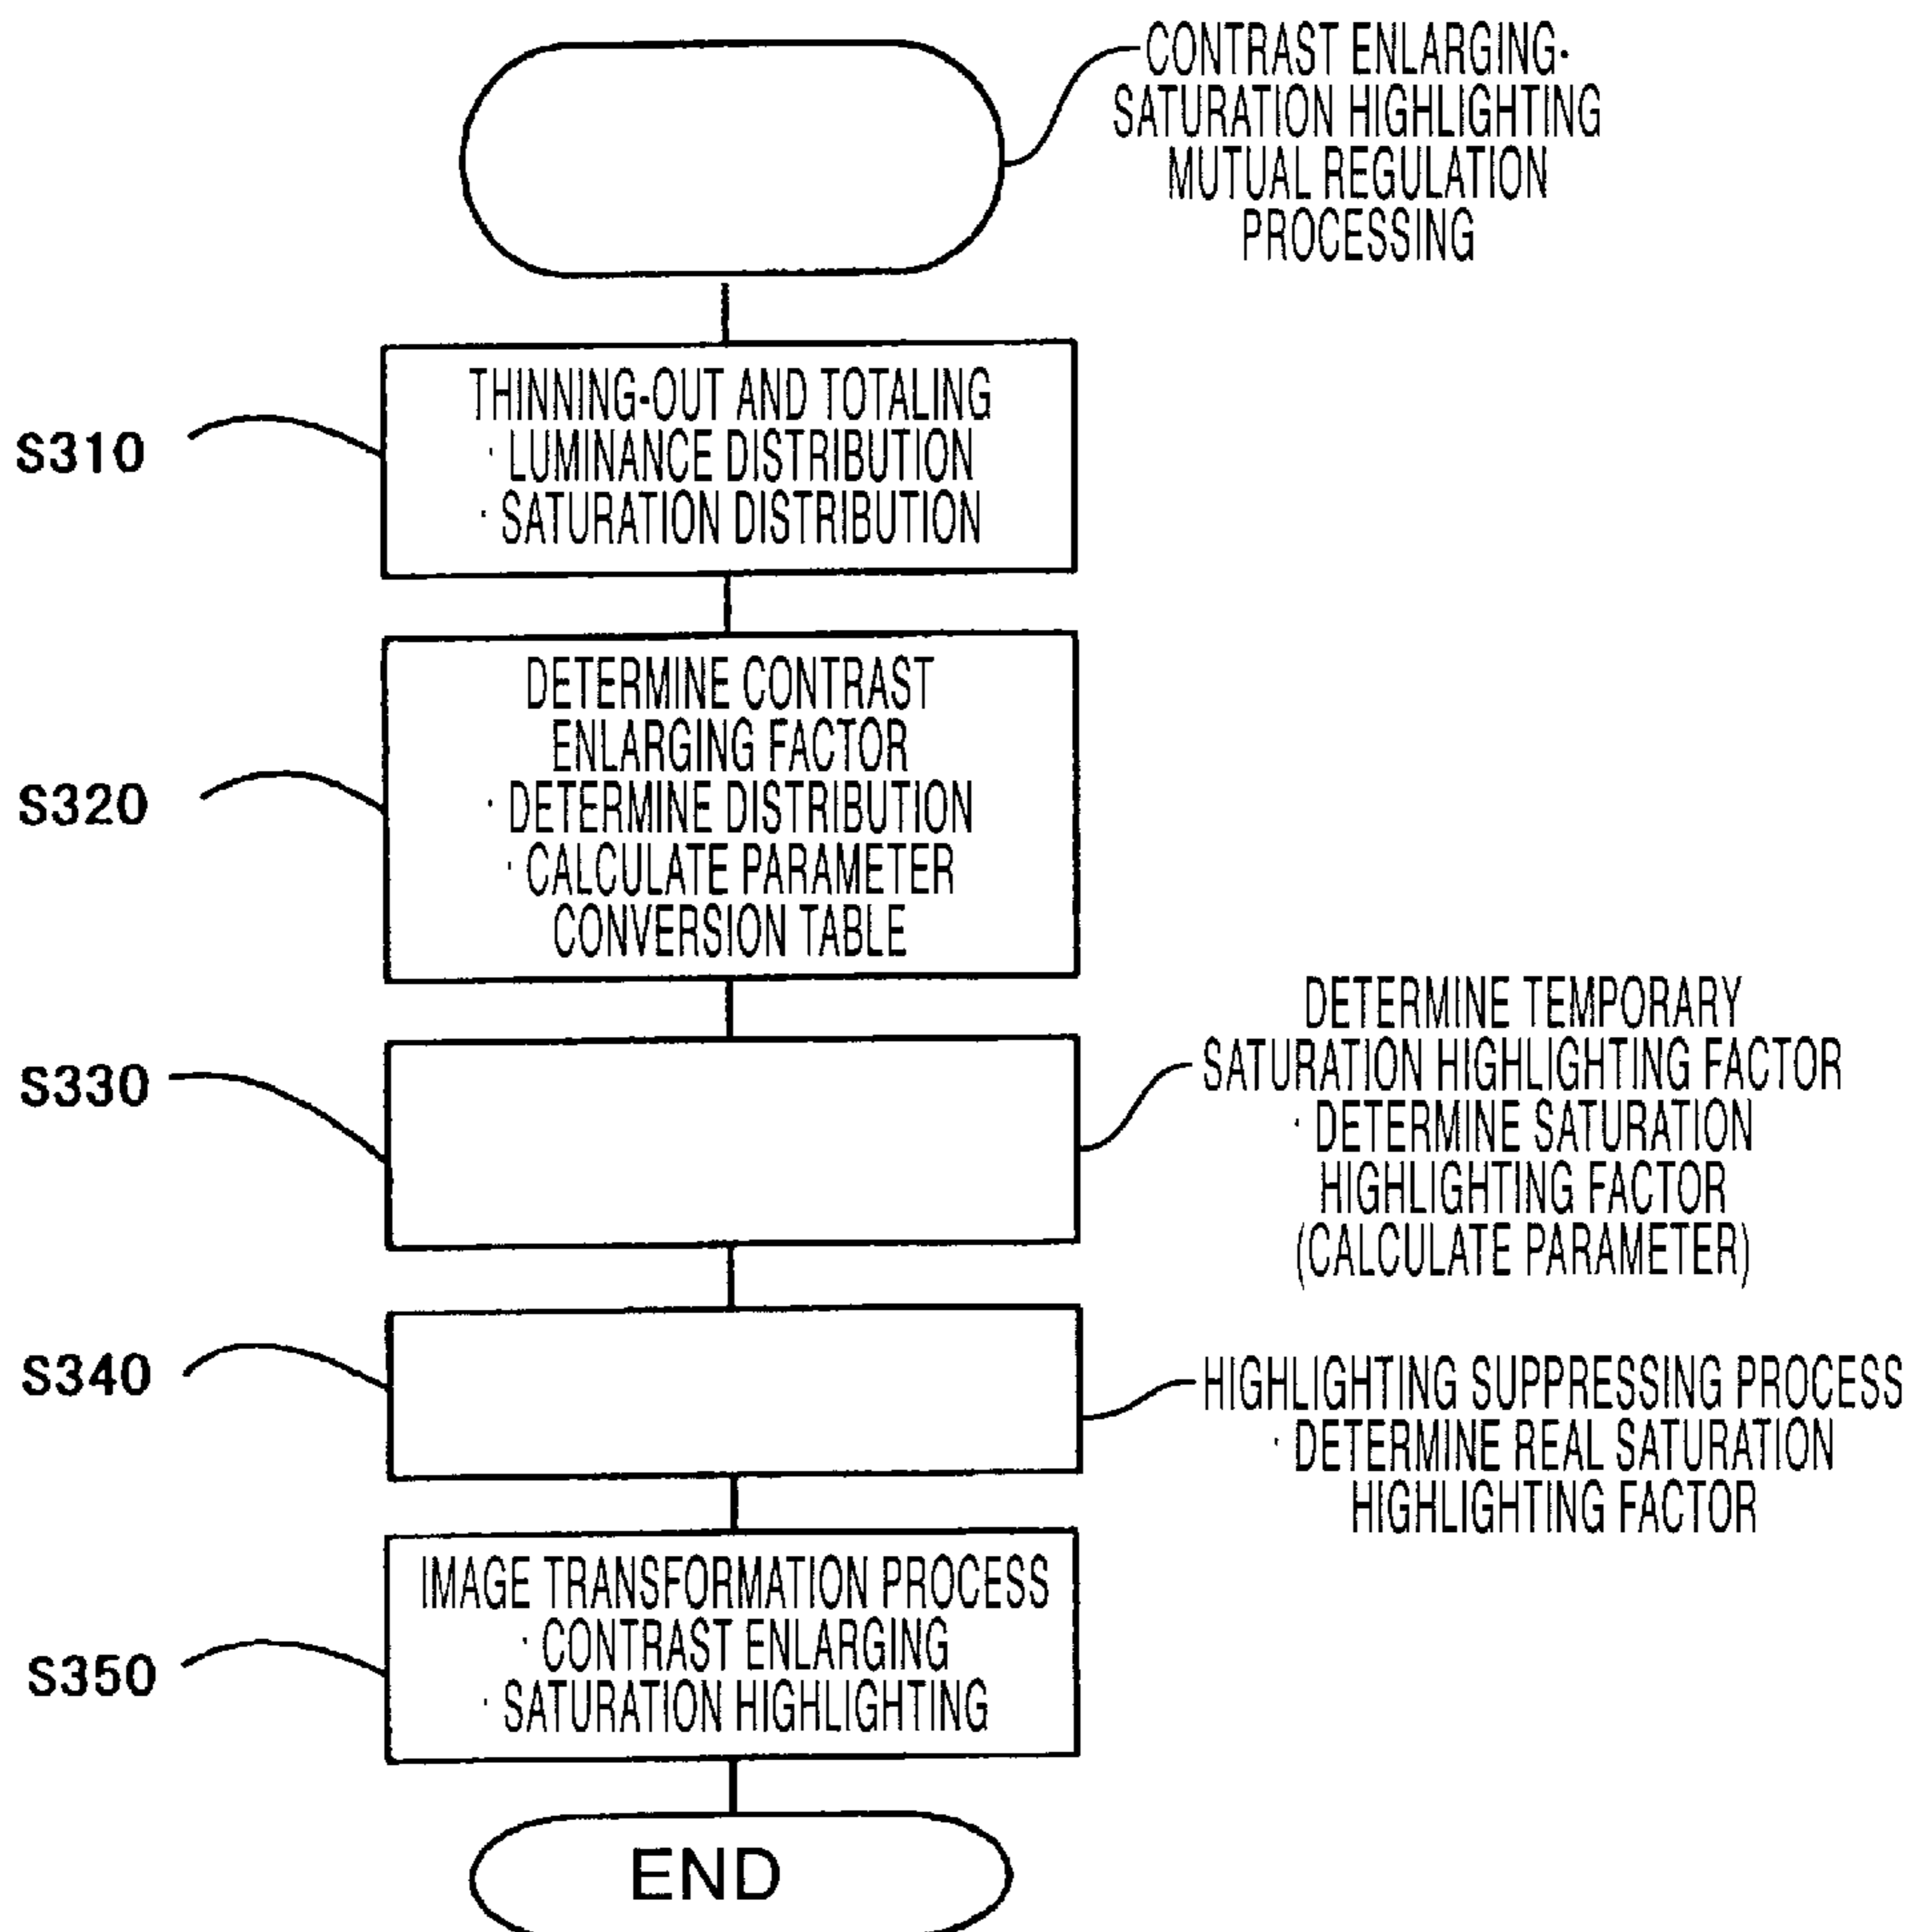 CONTRAST ENLARGING-
SATURATION HIGHLIGHTING
MUTUAL REGULATION
PROCESSING
S310
THINNING-OUT AND TOTALING
· LUMINANCE DISTRIBUTION
· SATURATION DISTRIBUTION
S320
DETERMINE CONTRAST
ENLARGING FACTOR
· DETERMINE DISTRIBUTION
· CALCULATE PARAMETER
CONVERSION TABLE
S330
DETERMINE TEMPORARY
SATURATION HIGHLIGHTING FACTOR
· DETERMINE SATURATION
HIGHLIGHTING FACTOR
(CALCULATE PARAMETER)
S340
HIGHLIGHTING SUPPRESSING PROCESS
· DETERMINE REAL SATURATION
HIGHLIGHTING FACTOR
S350
IMAGE TRANSFORMATION PROCESS
· CONTRAST ENLARGING
· SATURATION HIGHLIGHTING
END